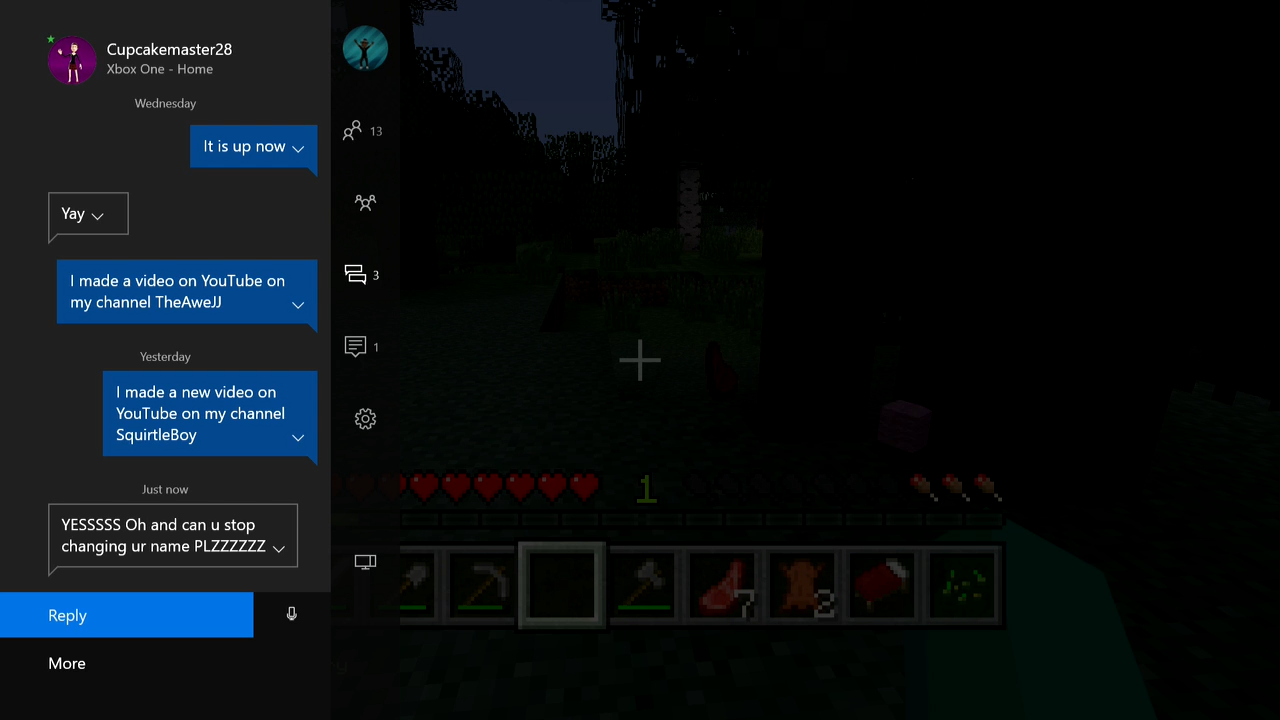 Cupcakemaster28
Xbox One - Home
Wednesday
It is up now
Yay
I made a video on YouTube on
my channel TheAweJJ
Yesterday
I made a new video on
YouTube on my channel
SquirtleBoy
Just now
YESSSSS Oh and can u stop
changing ur name PLZZZZZZ
Reply
More
13
3
1
1
7
2